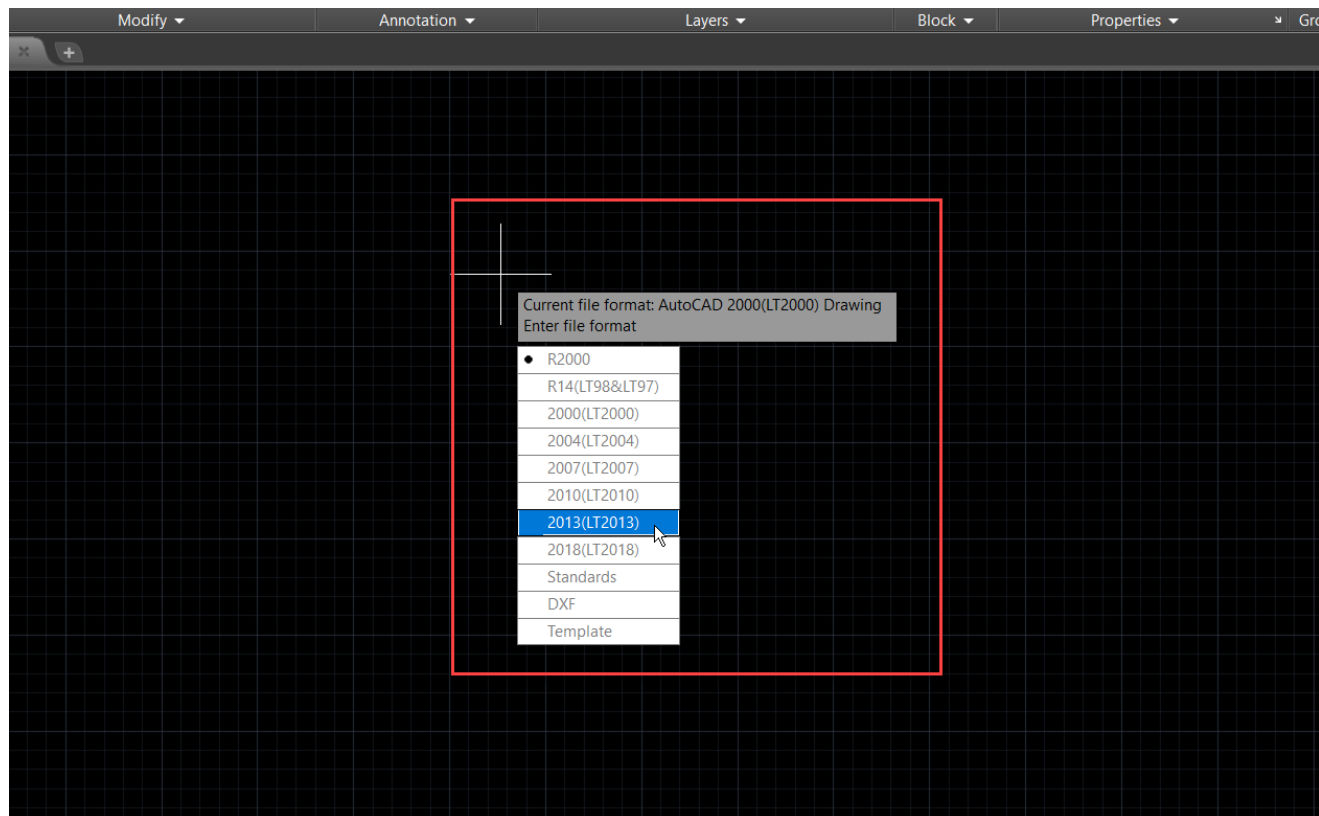 Modify
Annotation
Layers
Block
Properties
Current file format: AutoCAD 2000(LT2000) Drawing
Enter file format
R2000
R14(LT98&LT97)
2000(LT2000)
2004(LT2004)
2007(LT2007)
2010(LT2010)
2013(LT2013)
2018(LT2018)
Standards
DXF
Template